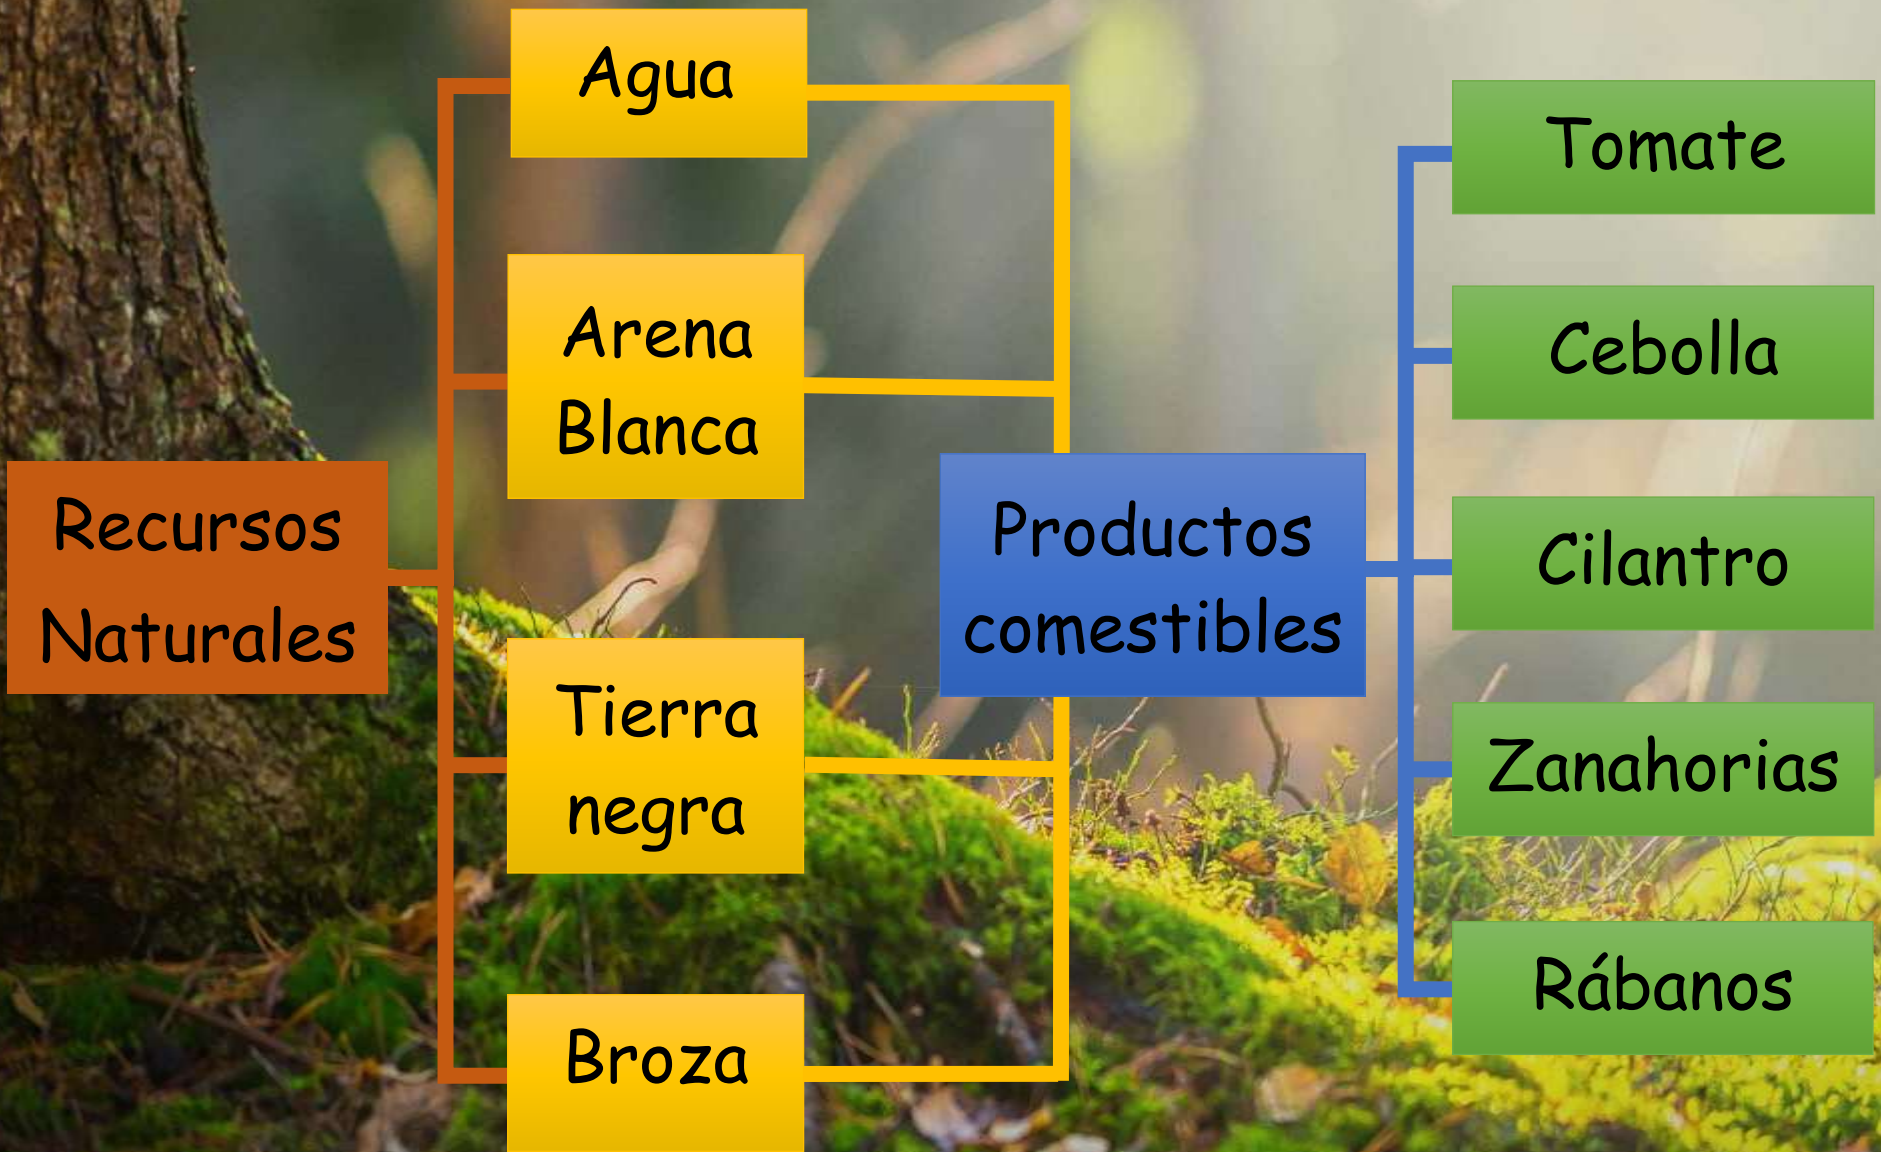 Recursos
Naturales
Agua
Arena
Blanca
Tierra
negra
Broza
Productos
comestibles
Tomate
Cebolla
Cilantro
Zanahorias
Rábanos